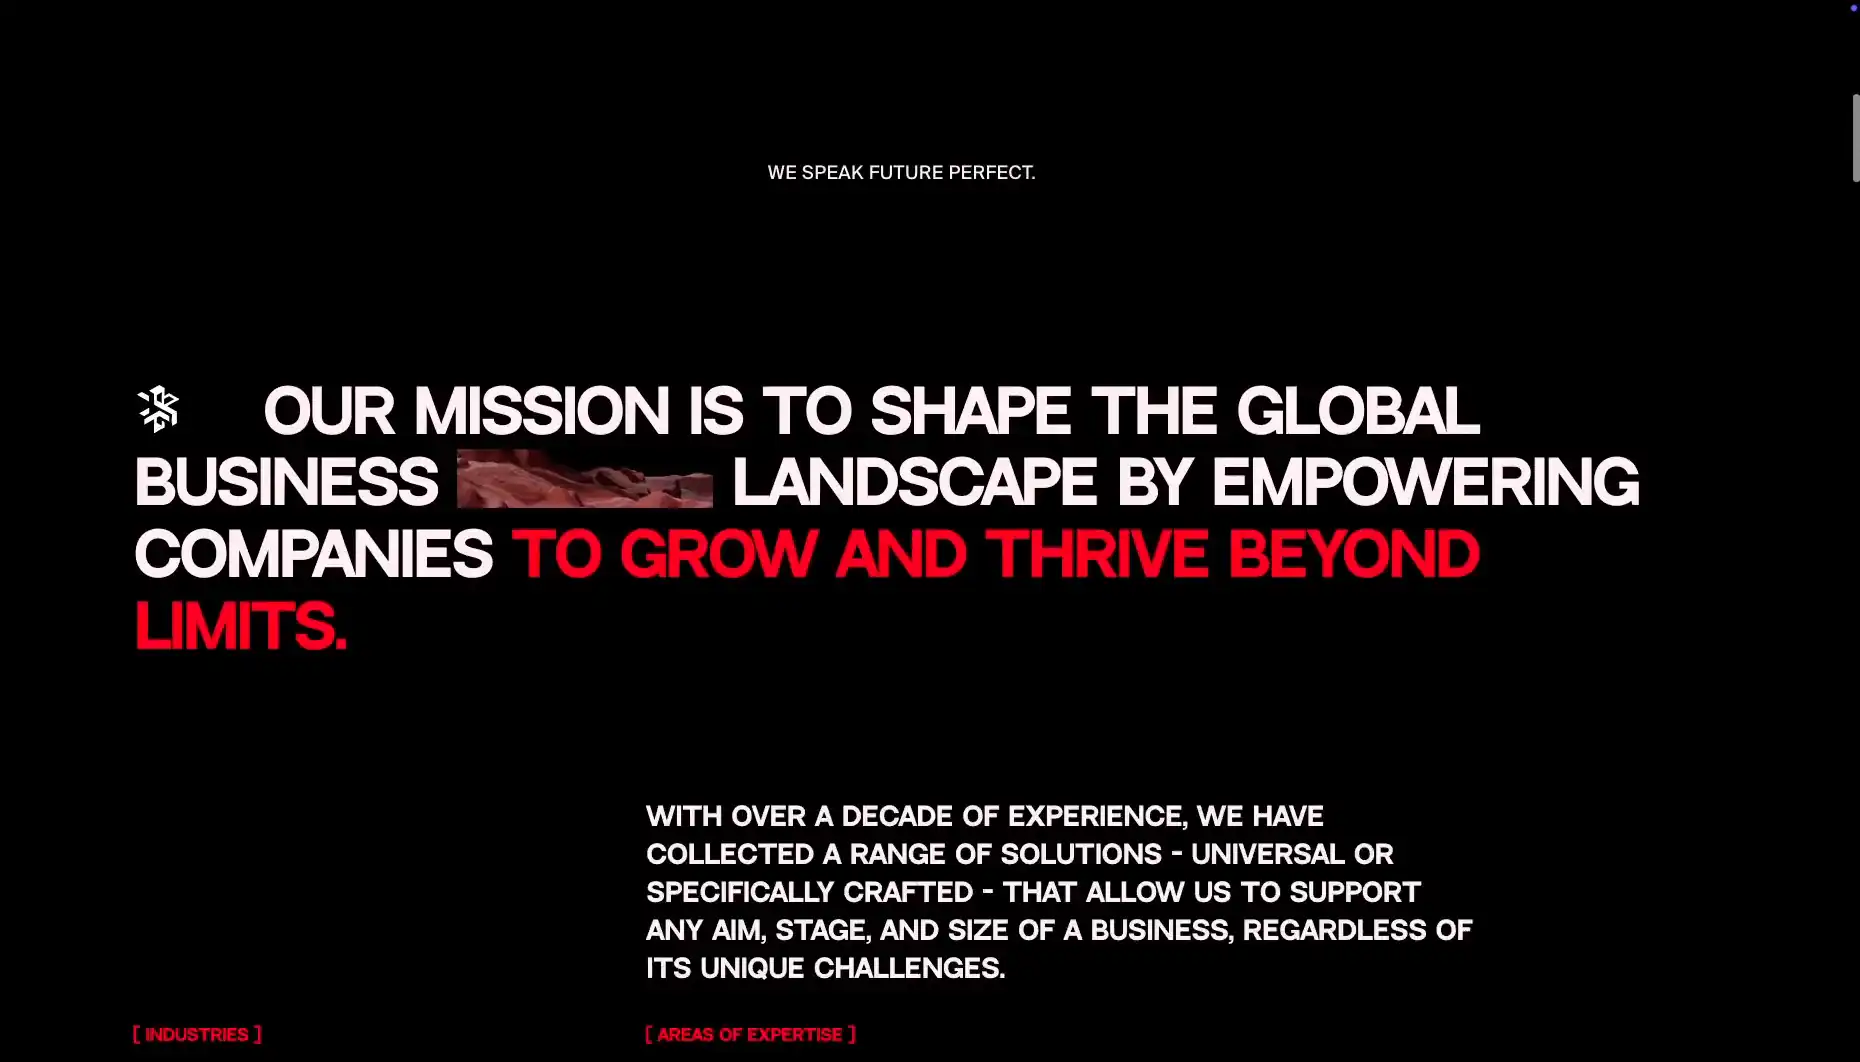 WE SPEAK FUTURE PERFECT.
OUR MISSION IS TO SHAPE THE GLOBAL
BUSINESS LANDSCAPE BY EMPOWERING
COMPANIES TO GROW AND THRIVE BEYOND
LIMITS.
WITH OVER A DECADE OF EXPERIENCE, WE HAVE
COLLECTED A RANGE OF SOLUTIONS - UNIVERSAL OR
SPECIFICALLY CRAFTED - THAT ALLOW US TO SUPPORT
ANY AIM, STAGE, AND SIZE OF A BUSINESS, REGARDLESS OF
ITS UNIQUE CHALLENGES.
[ INDUSTRIES ]
[ AREAS OF EXPERTISE ]